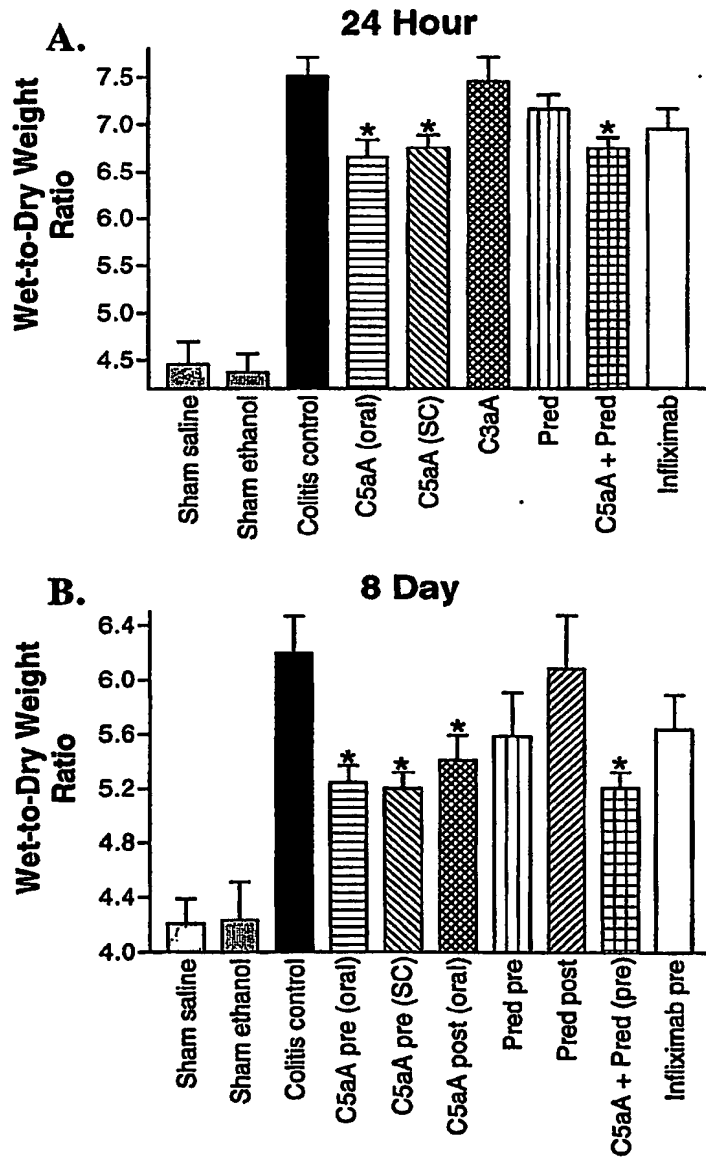 A.
24 Hour
Wet-to-Dry Weight
Ratio
7.5
7.0
6.5
6.0
5.5
5.0
4.5
*
*
*
Sham saline
Sham ethanol
Colitis control
C5aA (oral)
C5aA (SC)
C3aA
Pred
C5aA + Pred
Infliximab
B.
8 Day
Wet-to-Dry Weight
Ratio
6.4
6.0
5.6
5.2
4.8
4.4
4.0
*
*
*
*
Sham saline
Sham ethanol
Colitis control
C5aA pre (oral)
C5aA pre (SC)
C5aA post (oral)
Pred pre
Pred post
C5aA + Pred (pre)
Infliximab pre